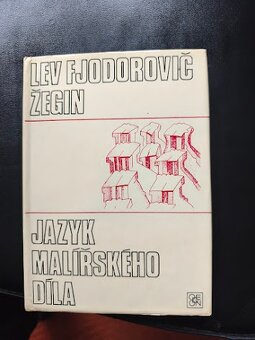 LEV FJODOROVIČ
ŽEGIN
JAZYK
MALÍŘSKÉHO
DÍLA